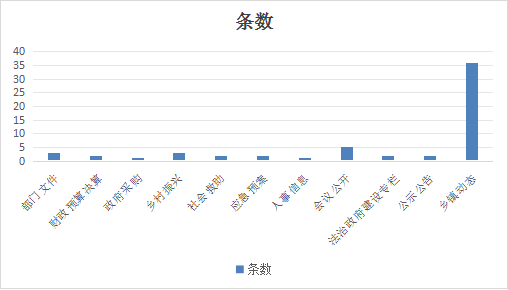 条数
40
35
30
25
20
15
10
5
0
部门文件
财政预算决算
政府采购
乡村振兴
社会救助
应急预案
人事信息
会议公开
法治政府建设专栏
公示公告
乡镇动态
条数